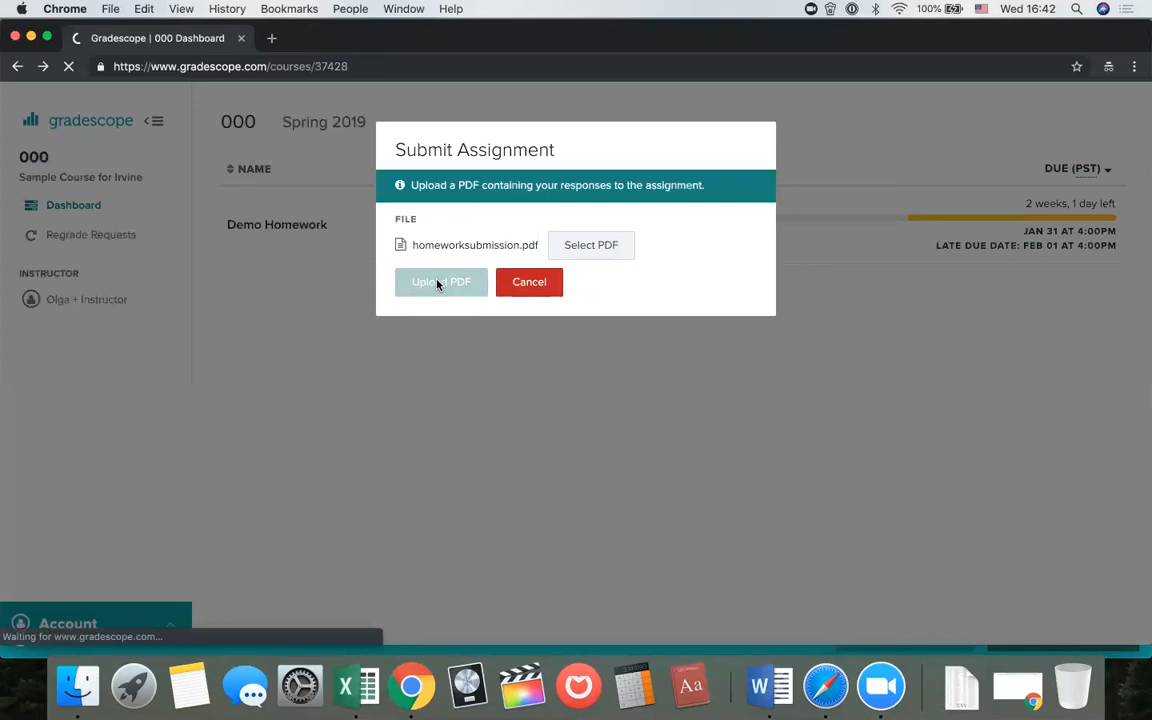 Chrome File Edit View History Bookmarks People Window Help 100% Wed 16:42
Gradescope | 000 Dashboard
https://www.gradescope.com/courses/37428
gradescope
000
Sample Course for Irvine
Dashboard
Regrade Requests
INSTRUCTOR
Olga + Instructor
Account
000 Spring 2019
NAME
DUE (PST)
Demo Homework
2 weeks, 1 day left
JAN 31 AT 4:00PM
LATE DUE DATE: FEB 01 AT 4:00PM
Submit Assignment
Upload a PDF containing your responses to the assignment.
FILE
homeworksubmission.pdf Select PDF
Upload PDF Cancel
Waiting for www.gradescope.com...
Aa
CSV